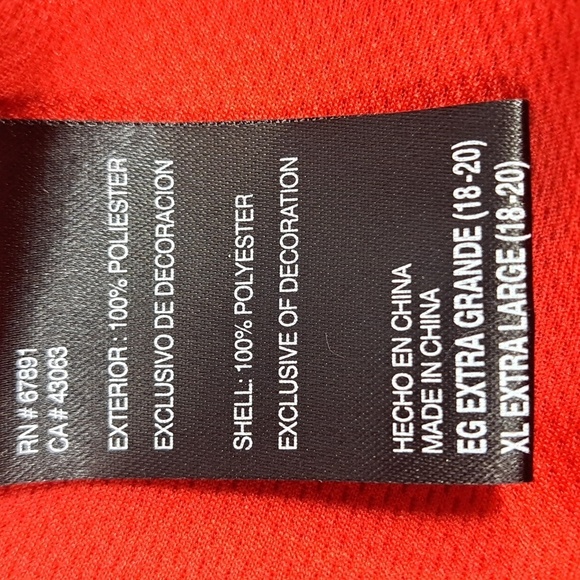 RN # 67891
CA# 43063
EXTERIOR : 100% POLIESTER
EXCLUSIVO DE DECORACION
SHELL: 100% POLYESTER
EXCLUSIVE OF DECORATION
HECHO EN CHINA
MADE IN CHINA
EG EXTRA GRANDE (18-20)
XL EXTRA LARGE (18-20)